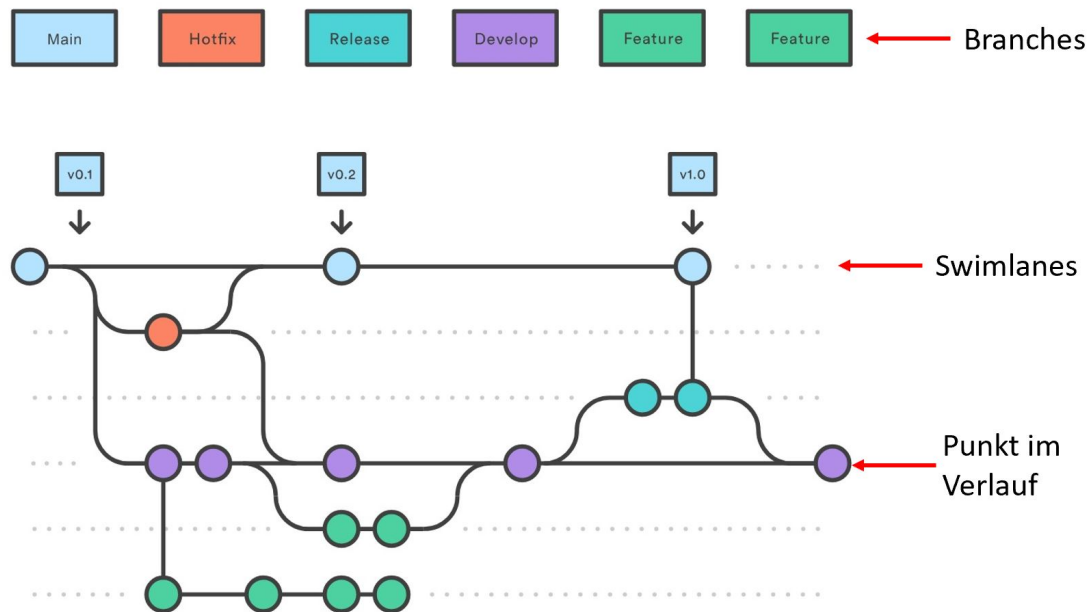 Main
Hotfix
Release
Develop
Feature
Feature
Branches
v0.1
v0.2
v1.0
Swimlanes
Punkt im
Verlauf